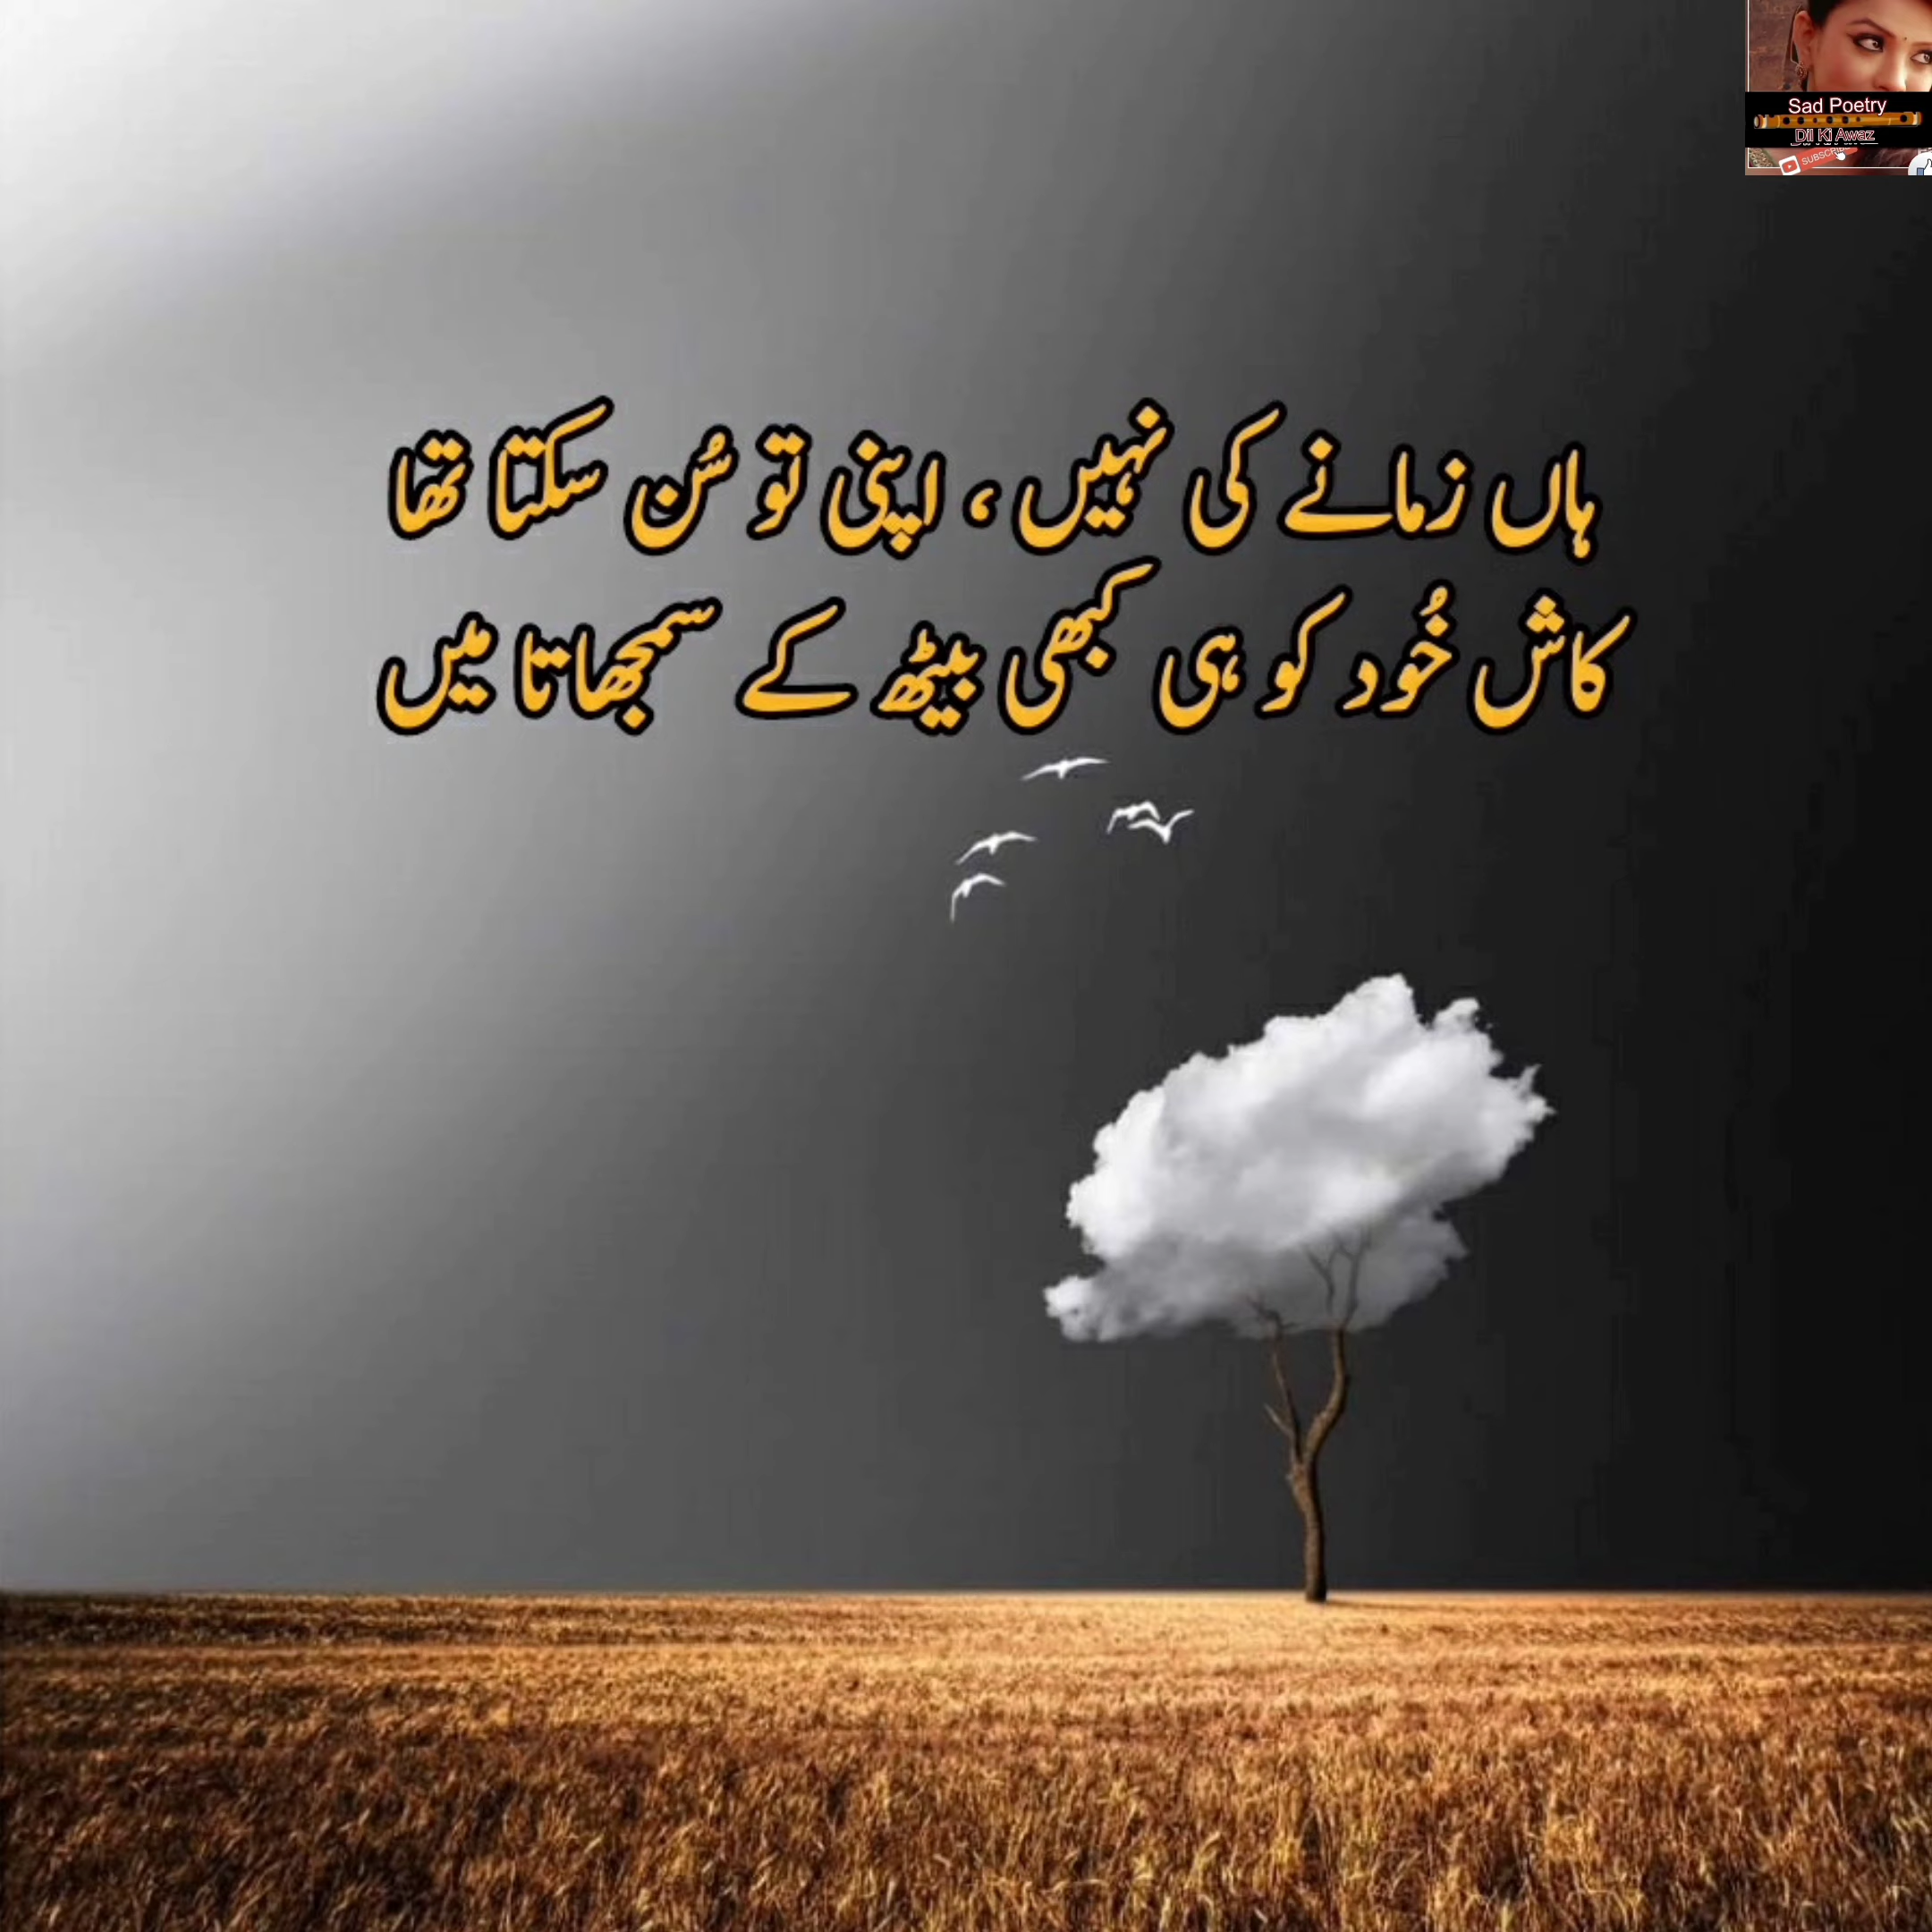 Sad Poetry
Dil Ki Awaz
SUBSCRIBE
ہاں زمانے کی نہیں ، اپنی تو سُن سکتا تھا
کاش خُود کو ہی کبھی بیٹھ کے سمجھاتا میں